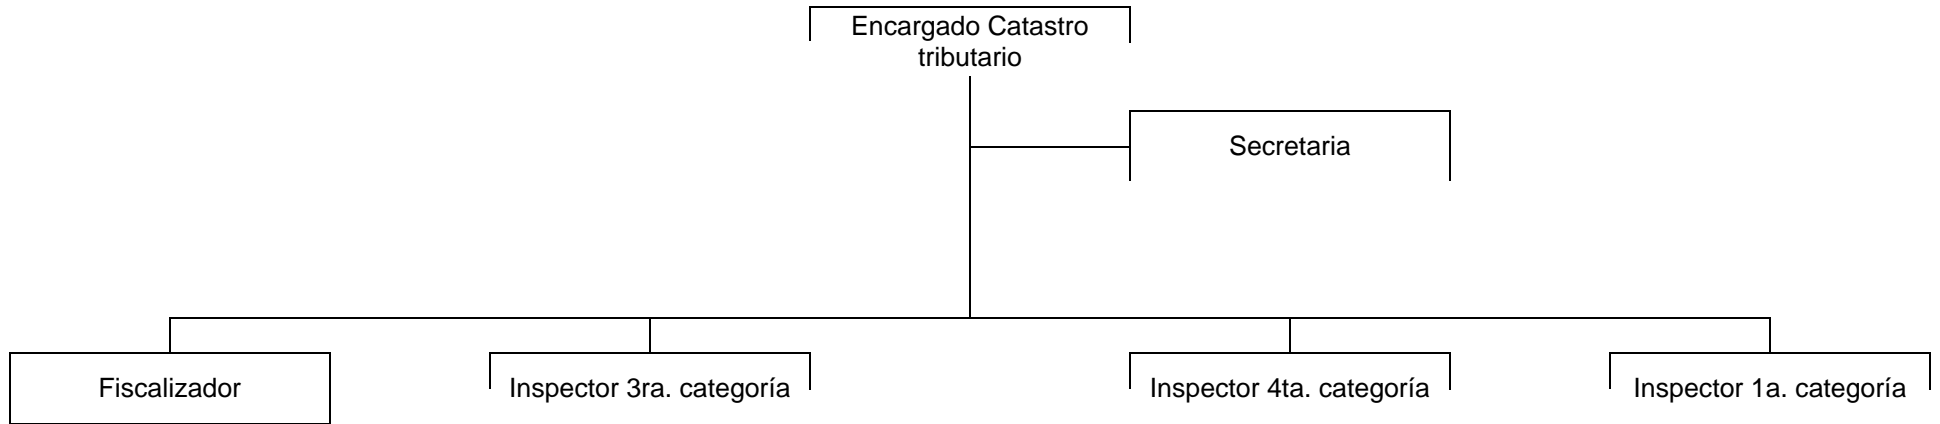 Encargado Catastro
tributario
Secretaria
Fiscalizador
Inspector 3ra. categoría
Inspector 4ta. categoría
Inspector 1a. categoría